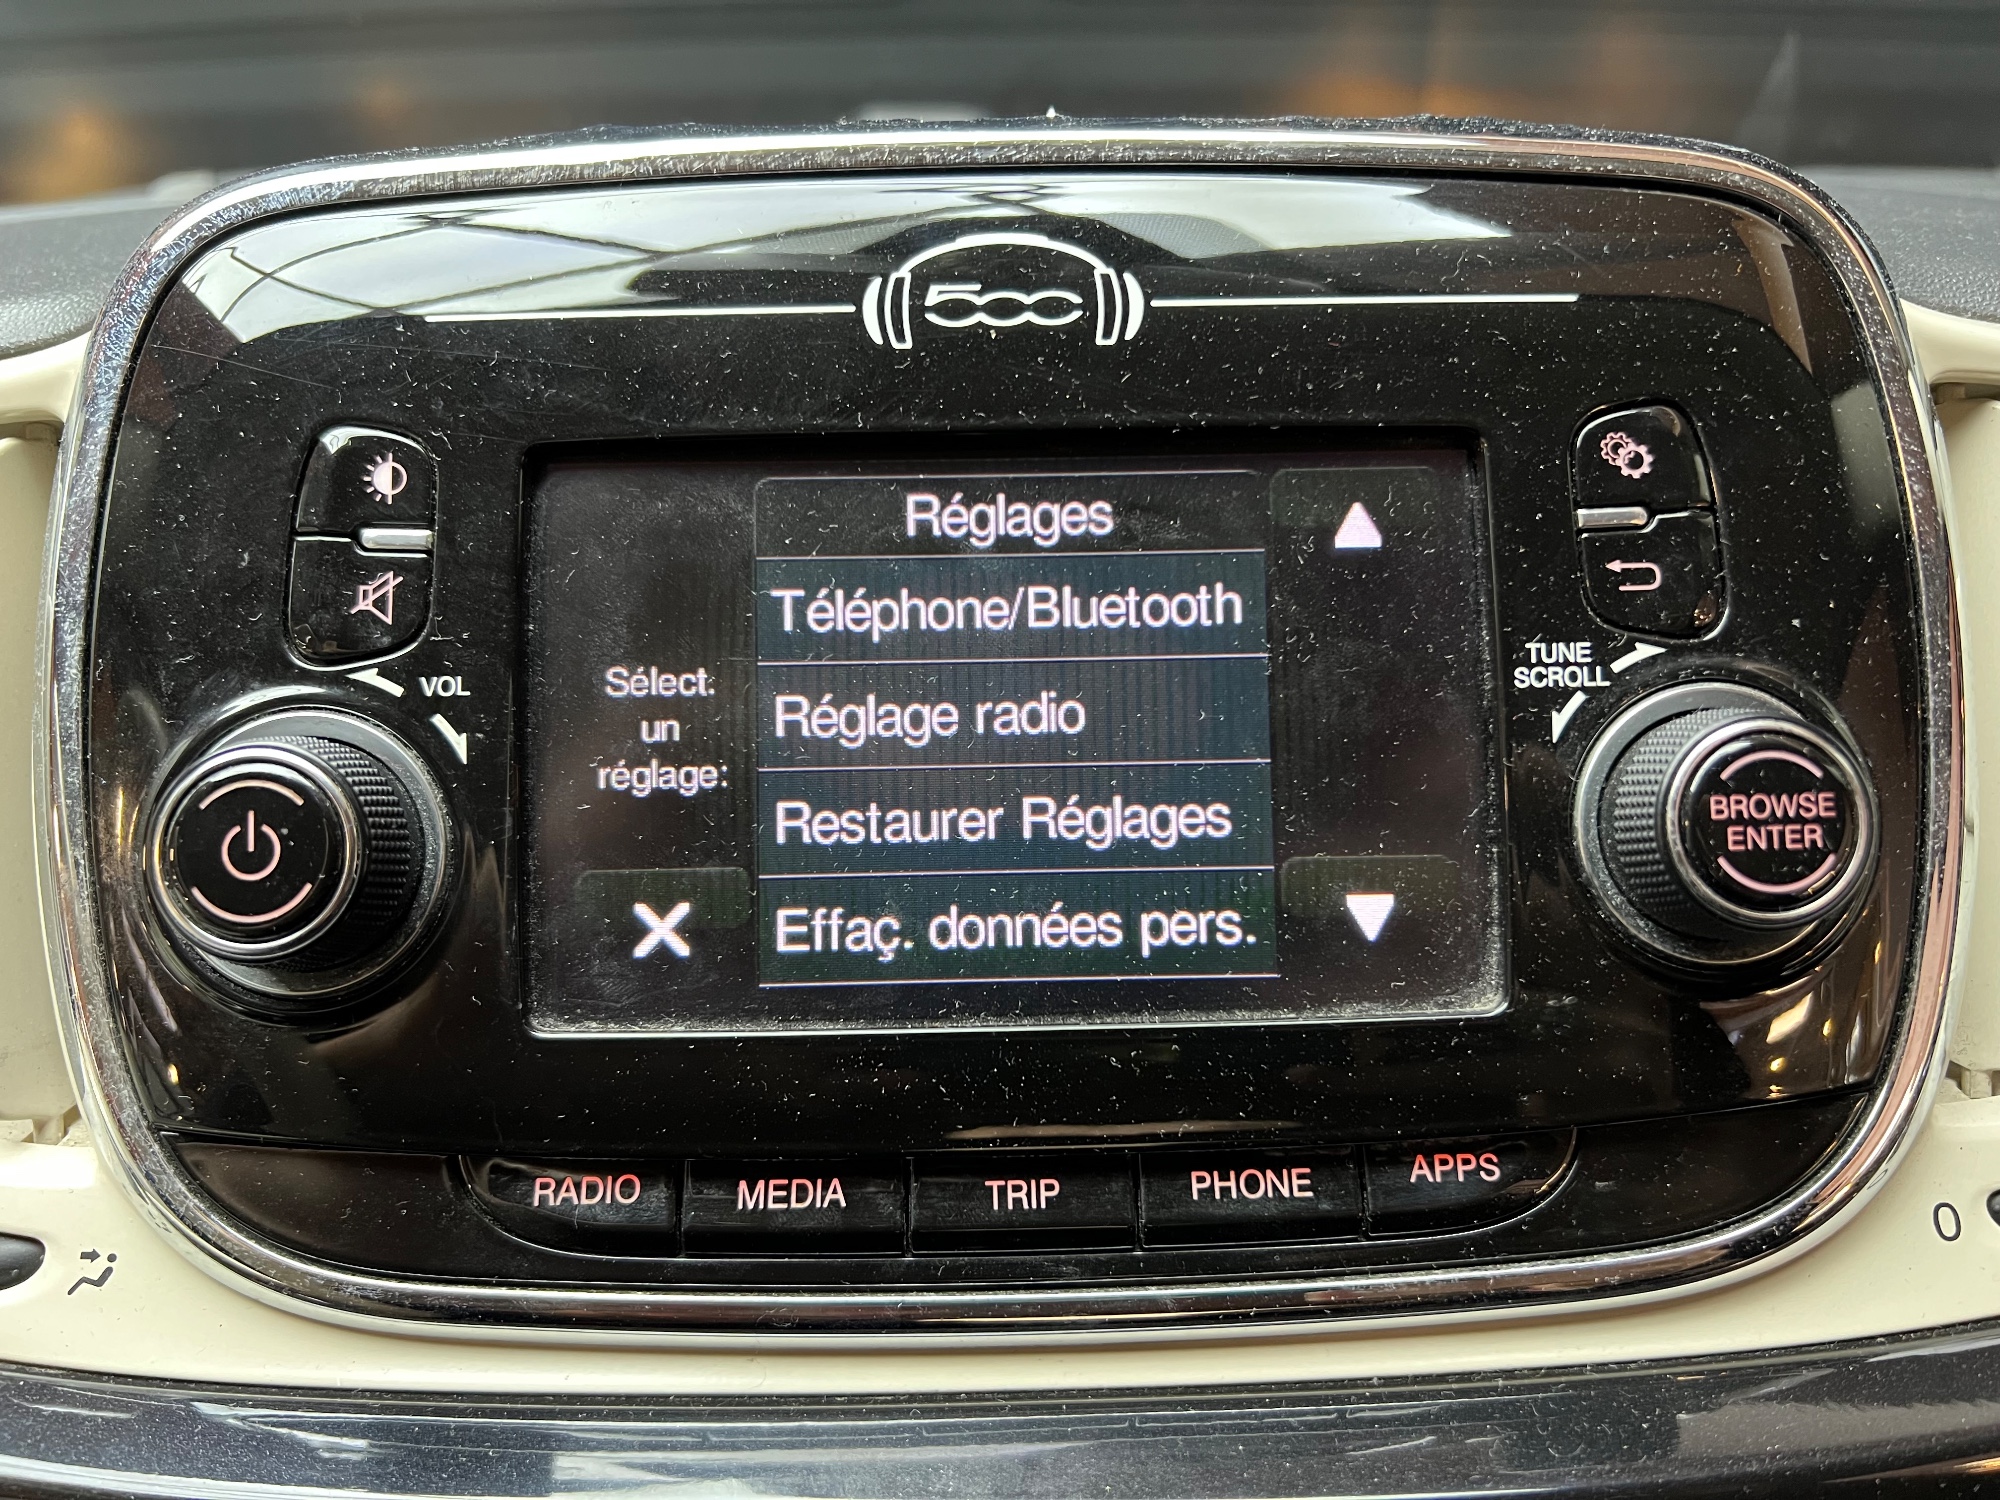 500
VOL
TUNE
SCROLL
BROWSE
ENTER
Réglages
Téléphone/Bluetooth
Réglage radio
Restaurer Réglages
Effaç. données pers.
Sélect.
un
réglage:
RADIO
MEDIA
TRIP
PHONE
APPS
0